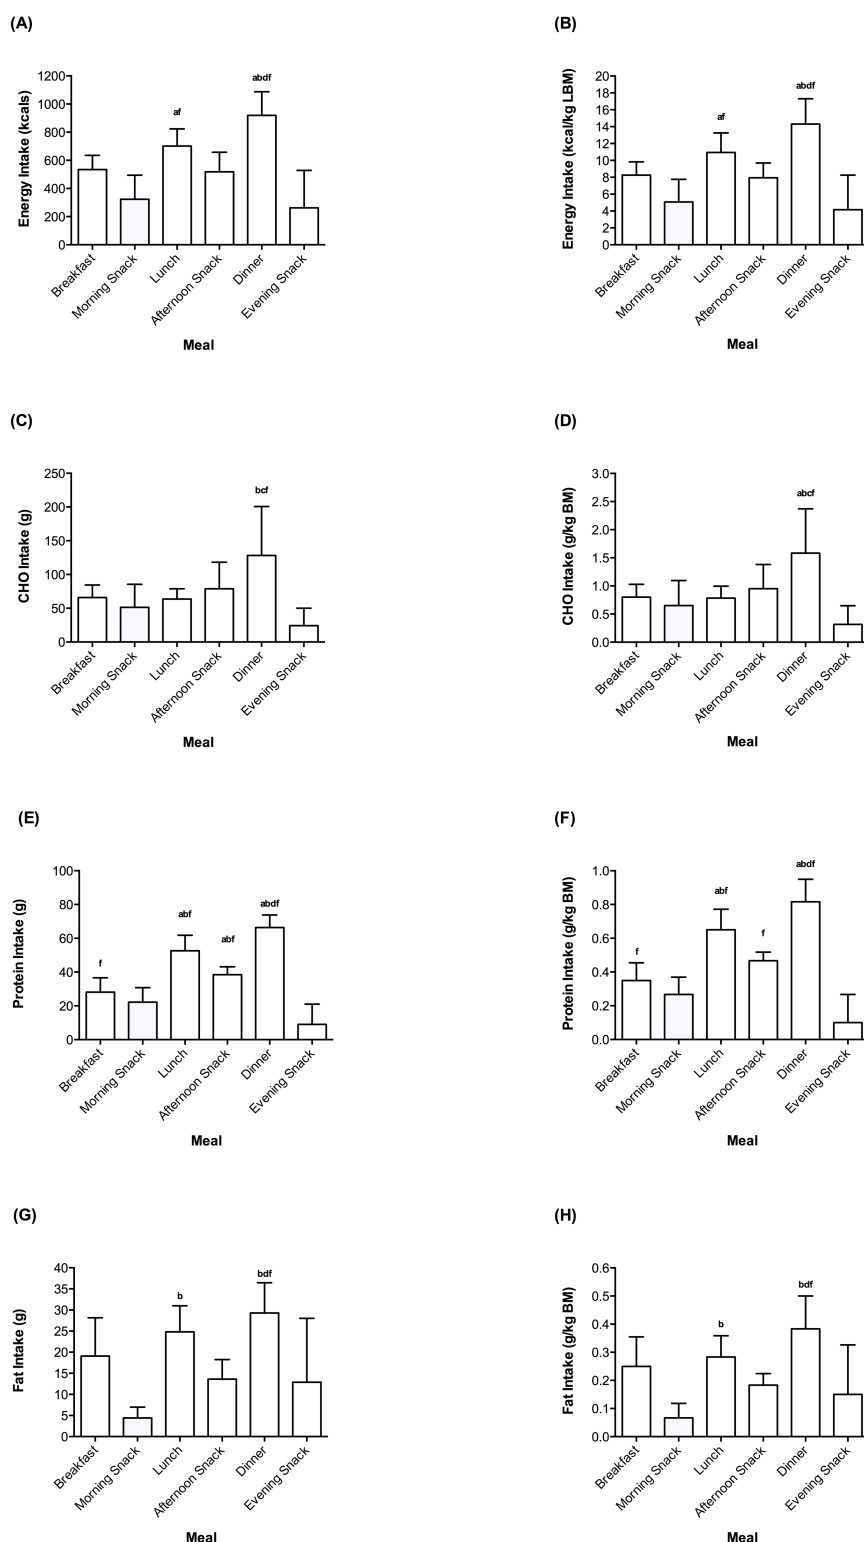 (A)
Energy Intake (kcals)
1200
1000
800
600
400
200
0
af
abdf
Breakfast
Morning Snack
Lunch
Afternoon Snack
Dinner
Evening Snack
Meal
(B)
Energy Intake (kcal/kg LBM)
20
18
16
14
12
10
8
6
4
2
0
af
abdf
Breakfast
Morning Snack
Lunch
Afternoon Snack
Dinner
Evening Snack
Meal
(C)
CHO Intake (g)
250
200
150
100
50
0
bcf
Breakfast
Morning Snack
Lunch
Afternoon Snack
Dinner
Evening Snack
Meal
(D)
CHO Intake (g/kg BM)
3.0
2.5
2.0
1.5
1.0
0.5
0.0
abcf
Breakfast
Morning Snack
Lunch
Afternoon Snack
Dinner
Evening Snack
Meal
(E)
Protein Intake (g)
100
80
60
40
20
0
f
abf
abf
abdf
Breakfast
Morning Snack
Lunch
Afternoon Snack
Dinner
Evening Snack
Meal
(F)
Protein Intake (g/kg BM)
1.0
0.8
0.6
0.4
0.2
0.0
f
abf
f
abdf
Breakfast
Morning Snack
Lunch
Afternoon Snack
Dinner
Evening Snack
Meal
(G)
Fat Intake (g)
40
35
30
25
20
15
10
5
0
b
bdf
Breakfast
Morning Snack
Lunch
Afternoon Snack
Dinner
Evening Snack
Meal
(H)
Fat Intake (g/kg BM)
0.6
0.5
0.4
0.3
0.2
0.1
0.0
b
bdf
Breakfast
Morning Snack
Lunch
Afternoon Snack
Dinner
Evening Snack
Meal